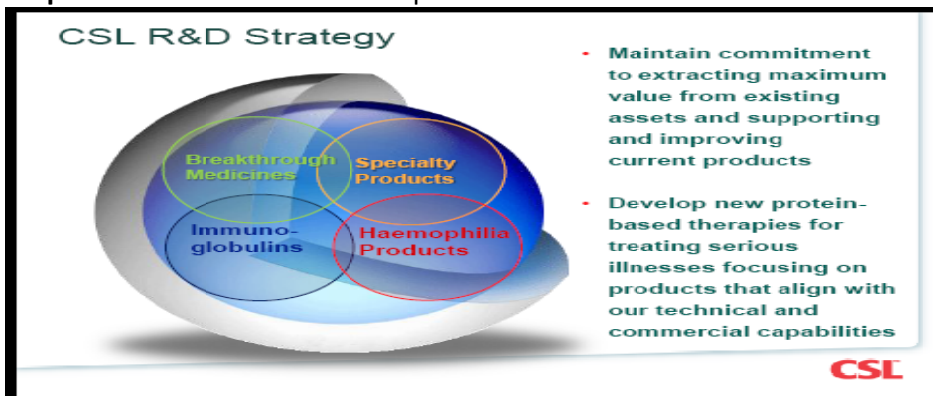 CSL R&D Strategy
Breakthrough
Medicines
Specialty
Products
Immuno-
globulins
Haemophilia
Products
• Maintain commitment
to extracting maximum
value from existing
assets and supporting
and improving
current products
• Develop new protein-
based therapies for
treating serious
illnesses focusing on
products that align with
our technical and
commercial capabilities
CSL